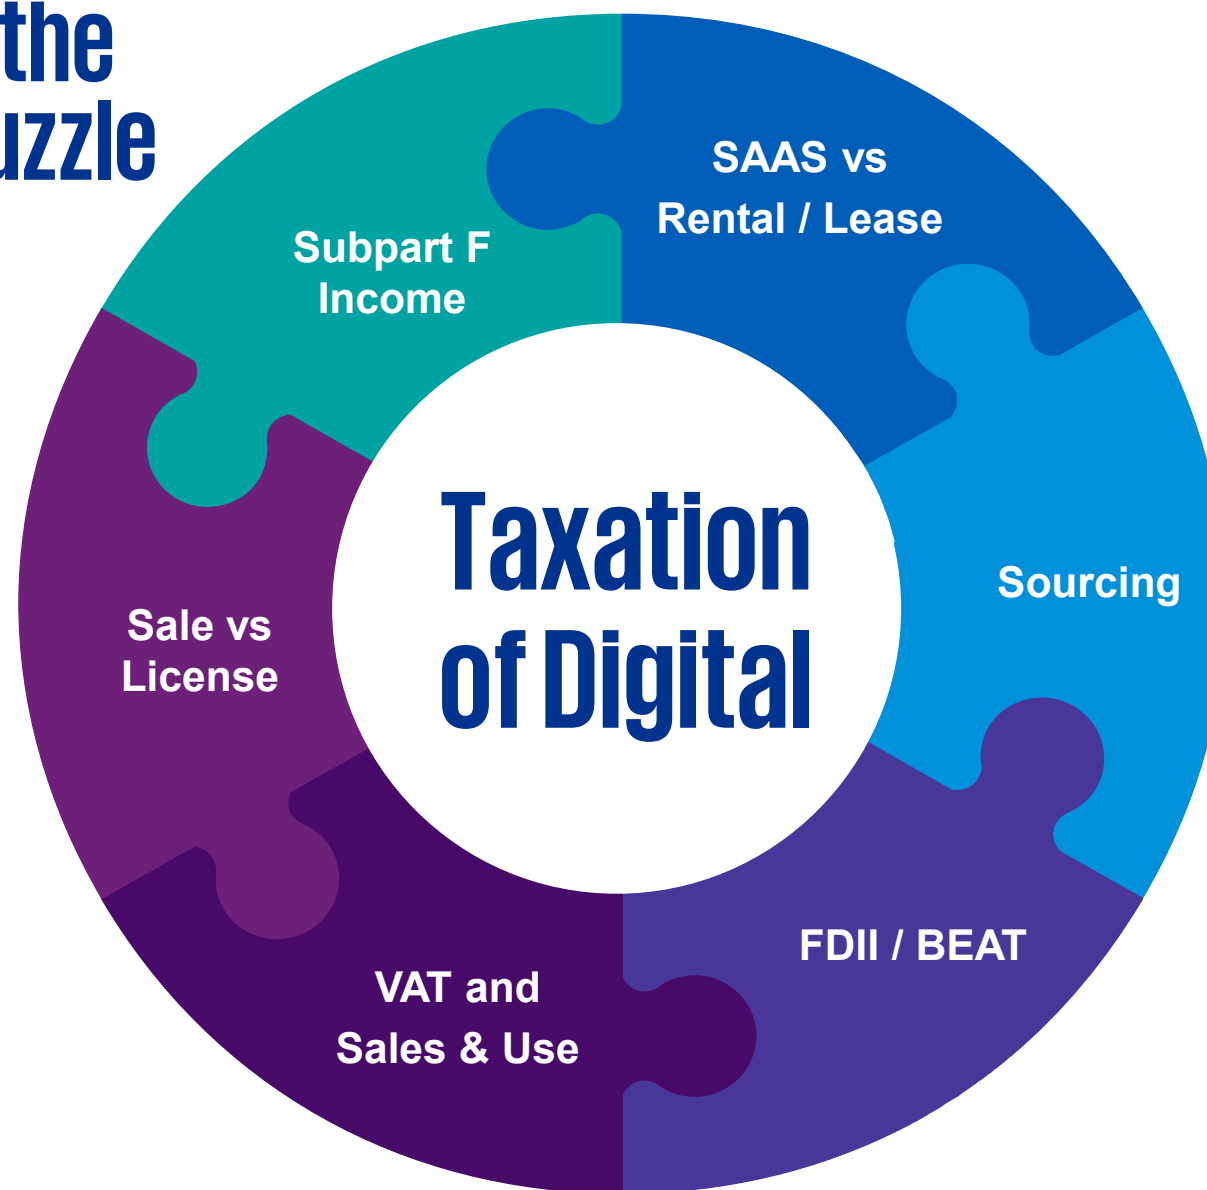 the
uzzle
SAAS vs
Rental / Lease
Subpart F
Income
Taxation
of Digital
Sourcing
Sale vs
License
FDII / BEAT
VAT and
Sales & Use